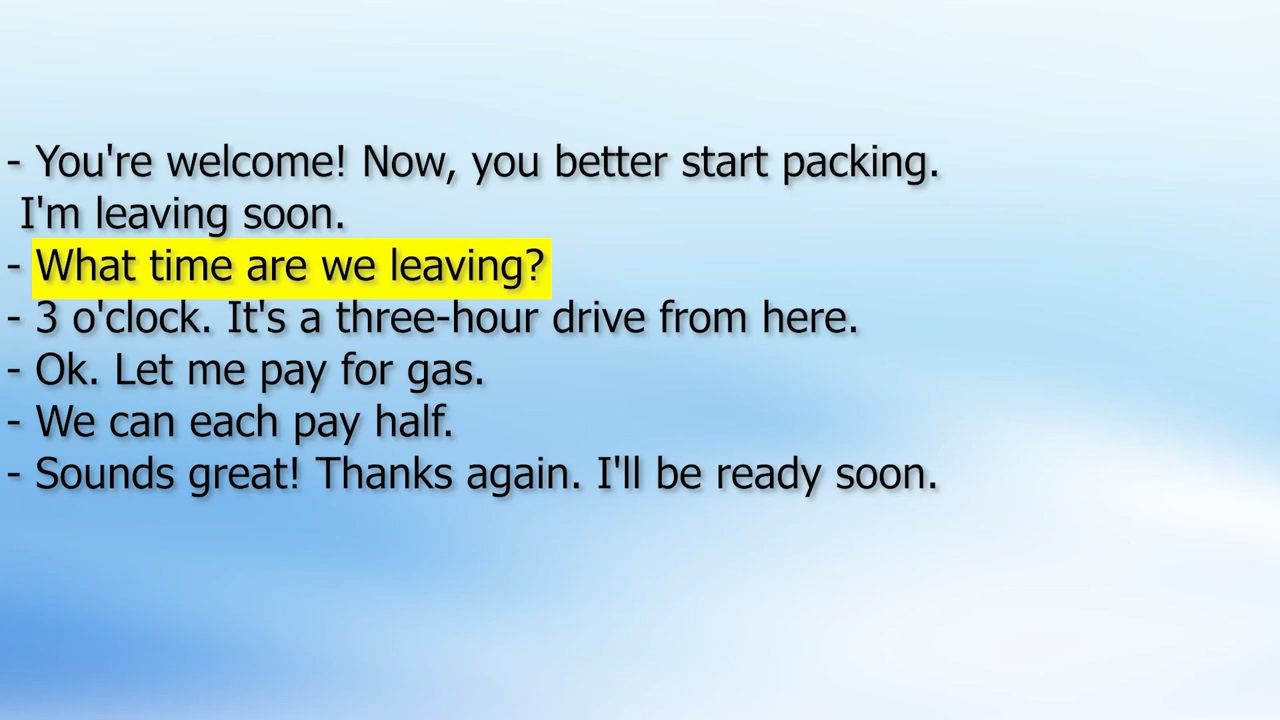 - You're welcome! Now, you better start packing.
I'm leaving soon.
- What time are we leaving?
- 3 o'clock. It's a three-hour drive from here.
- Ok. Let me pay for gas.
- We can each pay half.
- Sounds great! Thanks again. I'll be ready soon.